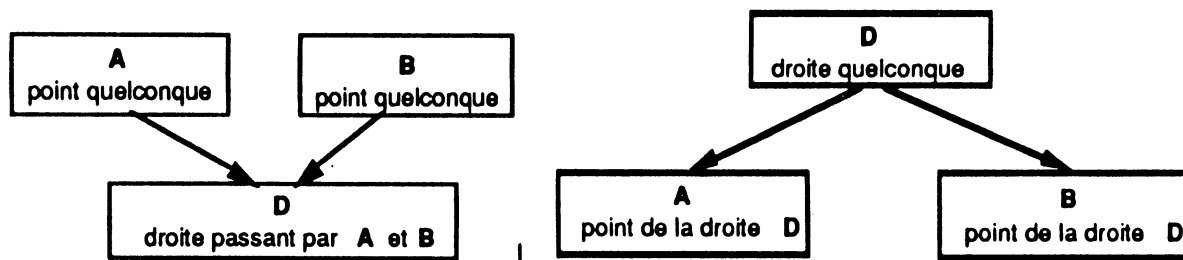 A
point quelconque
B
point quelconque
D
droite passant par A et B
D
droite quelconque
A
point de la droite D
B
point de la droite D